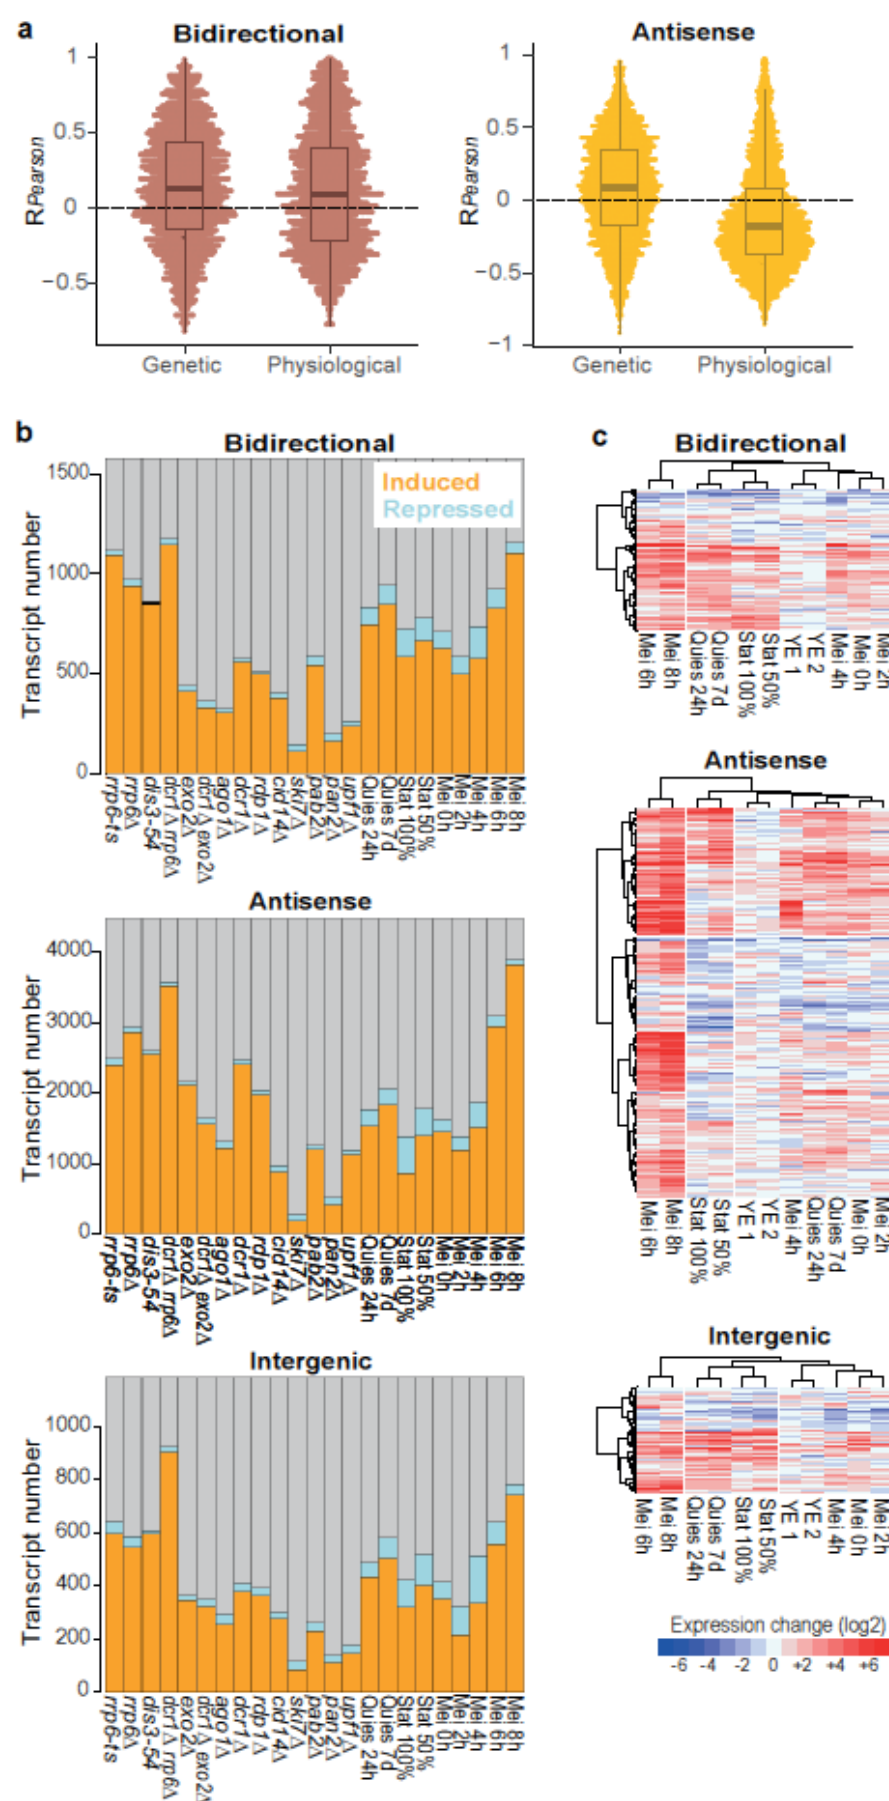 a
Bidirectional
Antisense
RPearson
1
0.5
0
−0.5
Genetic
Physiological
RPearson
1
0.5
0
−0.5
−1
Genetic
Physiological
b
Bidirectional
Induced
Repressed
Transcript number
1500
1000
500
0
rrp6-ts
rrp6Δ
dis3-54
dcr1Δ rrp6Δ
exo2Δ
dcr1Δ exo2Δ
ago1Δ
dcr1Δ
rdp1Δ
cid14Δ
ski7Δ
pab2Δ
pan2Δ
upf1Δ
Quies 24h
Quies 7d
Stat 100%
Stat 50%
Mei 0h
Mei 2h
Mei 4h
Mei 6h
Mei 8h
Antisense
Transcript number
4000
3000
2000
1000
0
rrp6-ts
rrp6Δ
dis3-54
dcr1Δ rrp6Δ
exo2Δ
dcr1Δ exo2Δ
ago1Δ
dcr1Δ
rdp1Δ
cid14Δ
ski7Δ
pab2Δ
pan2Δ
upf1Δ
Quies 24h
Quies 7d
Stat 100%
Stat 50%
Mei 0h
Mei 2h
Mei 4h
Mei 6h
Mei 8h
Intergenic
Transcript number
1000
800
600
400
200
0
rrp6-ts
rrp6Δ
dis3-54
dcr1Δ rrp6Δ
exo2Δ
dcr1Δ exo2Δ
ago1Δ
dcr1Δ
rdp1Δ
cid14Δ
ski7Δ
pab2Δ
pan2Δ
upf1Δ
Quies 24h
Quies 7d
Stat 100%
Stat 50%
Mei 0h
Mei 2h
Mei 4h
Mei 6h
Mei 8h
c
Bidirectional
Mei 6h
Mei 8h
Quies 24h
Quies 7d
Stat 100%
Stat 50%
YE 1
YE 2
Mei 4h
Mei 0h
Mei 2h
Antisense
Mei 6h
Mei 8h
Stat 100%
Stat 50%
YE 1
YE 2
Mei 4h
Quies 24h
Quies 7d
Mei 0h
Mei 2h
Intergenic
Mei 6h
Mei 8h
Quies 24h
Quies 7d
Stat 100%
Stat 50%
YE 1
YE 2
Mei 4h
Mei 0h
Mei 2h
Expression change (log2)
-6 -4 -2 0 +2 +4 +6